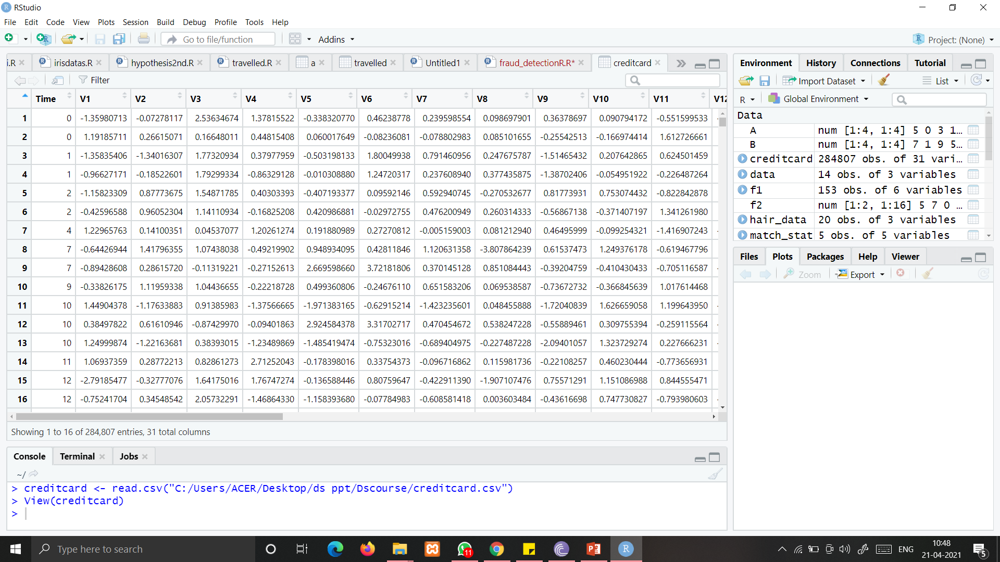 RStudio
File Edit Code View Plots Session Build Debug Profile Tools Help
Go to file/function Addins Project: (None)
i.R irisdatas.R hypothesis2nd.R travelled.R a travelled Untitled1 fraud_detectionR.R* creditcard
Filter
Time V1 V2 V3 V4 V5 V6 V7 V8 V9 V10 V11 V12
1 0 -1.35980713 -0.07278117 2.53634674 1.37815522 -0.338320770 0.46238778 0.239598554 0.098697901 0.36378697 0.090794172 -0.551599533 -
2 0 1.19185711 0.26615071 0.16648011 0.44815408 0.060017649 -0.08236081 -0.078802983 0.085101655 -0.25542513 -0.166974414 1.612726661
3 1 -1.35835406 -1.34016307 1.77320934 0.37977959 -0.503198133 1.80049938 0.791460956 0.247675787 -1.51465432 0.207642865 0.624501459
4 1 -0.96627171 -0.18522601 1.79299334 -0.86329128 -0.010308880 1.24720317 0.237608940 0.377435875 -1.38702406 -0.054951922 -0.226487264
5 2 -1.15823309 0.87773675 1.54871785 0.40303393 -0.407193377 0.09592146 0.592940745 -0.270532677 0.81773931 0.753074432 -0.822842878
6 2 -0.42596588 0.96052304 1.14110934 -0.16825208 0.420986881 -0.02972755 0.476200949 0.260314333 -0.56867138 -0.371407197 1.341261980
7 4 1.22965763 0.14100351 0.04537077 1.20261274 0.191880989 0.27270812 -0.005159003 0.081212940 0.46495999 -0.099254321 -1.416907243 -
8 7 -0.64426944 1.41796355 1.07438038 -0.49219902 0.948934095 0.42811846 1.120631358 -3.807864239 0.61537473 1.249376178 -0.619467796
9 7 -0.89428608 0.28615720 -0.11319221 -0.27152613 2.669598660 3.72181806 0.370145128 0.851084443 -0.39204759 -0.410430433 -0.705116587 -
10 9 -0.33826175 1.11959338 1.04436655 -0.22218728 0.499360806 -0.24676110 0.651583206 0.069538587 -0.73672732 -0.366845639 1.017614468
11 10 1.44904378 -1.17633883 0.91385983 -1.37566665 -1.971383165 -0.62915214 -1.423235601 0.048455888 -1.72040839 1.626659058 1.199643950 -
12 10 0.38497822 0.61610946 -0.87429970 -0.09401863 2.924584378 3.31702717 0.470454672 0.538247228 -0.55889461 0.309755394 -0.259115564 -
13 10 1.24999874 -1.22163681 0.38393015 -1.23489869 -1.485419474 -0.75323016 -0.689404975 -0.227487228 -2.09401057 1.323729274 0.227666231 -
14 11 1.06937359 0.28772213 0.82861273 2.71252043 -0.178398016 0.33754373 -0.096716862 0.115981736 -0.22108257 0.460230444 -0.773656931
15 12 -2.79185477 -0.32777076 1.64175016 1.76747274 -0.136588446 0.80759647 -0.422911390 -1.907107476 0.75571291 1.151086988 0.844555471
16 12 -0.75241704 0.34548542 2.05732291 -1.46864330 -1.158393680 -0.07784983 -0.608581418 0.003603484 -0.43616698 0.747730827 -0.793980603 -
Showing 1 to 16 of 284,807 entries, 31 total columns
Console Terminal Jobs
~/
> creditcard <- read.csv("C:/Users/ACER/Desktop/ds ppt/Dscourse/creditcard.csv")
> View(creditcard)
>
Environment History Connections Tutorial
Import Dataset List
R Global Environment
Data
A num [1:4, 1:4] 5 0 3 1…
B num [1:4, 1:4] 7 1 9 5…
creditcard 284807 obs. of 31 vari…
data 14 obs. of 3 variables
f1 153 obs. of 6 variables
f2 num [1:2, 1:16] 5 7 0 …
hair_data 20 obs. of 3 variables
match_stat 5 obs. of 5 variables
Files Plots Packages Help Viewer
Zoom Export
Type here to search
11
ENG
10:48
21-04-2021
5